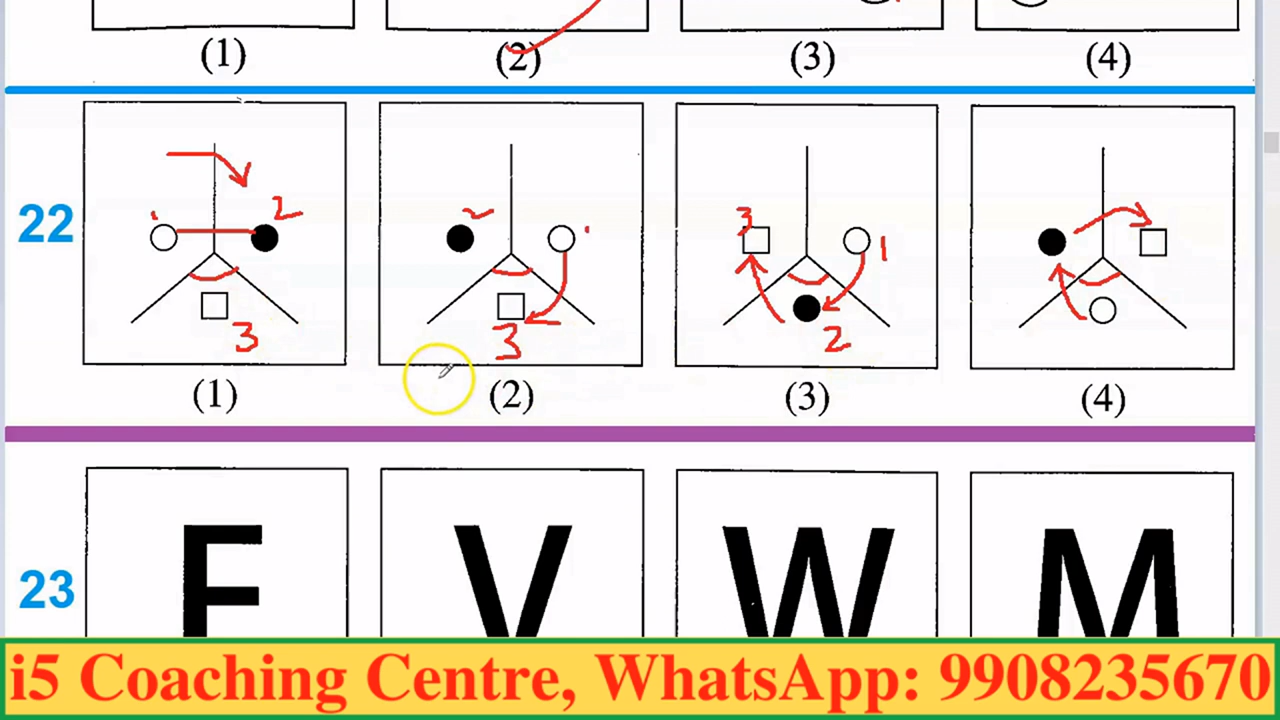 (1) (2) (3) (4)
22
1 2 3
2 1 3
3 1 2
(1) (2) (3) (4)
23
F V W M
i5 Coaching Centre, WhatsApp: 9908235670